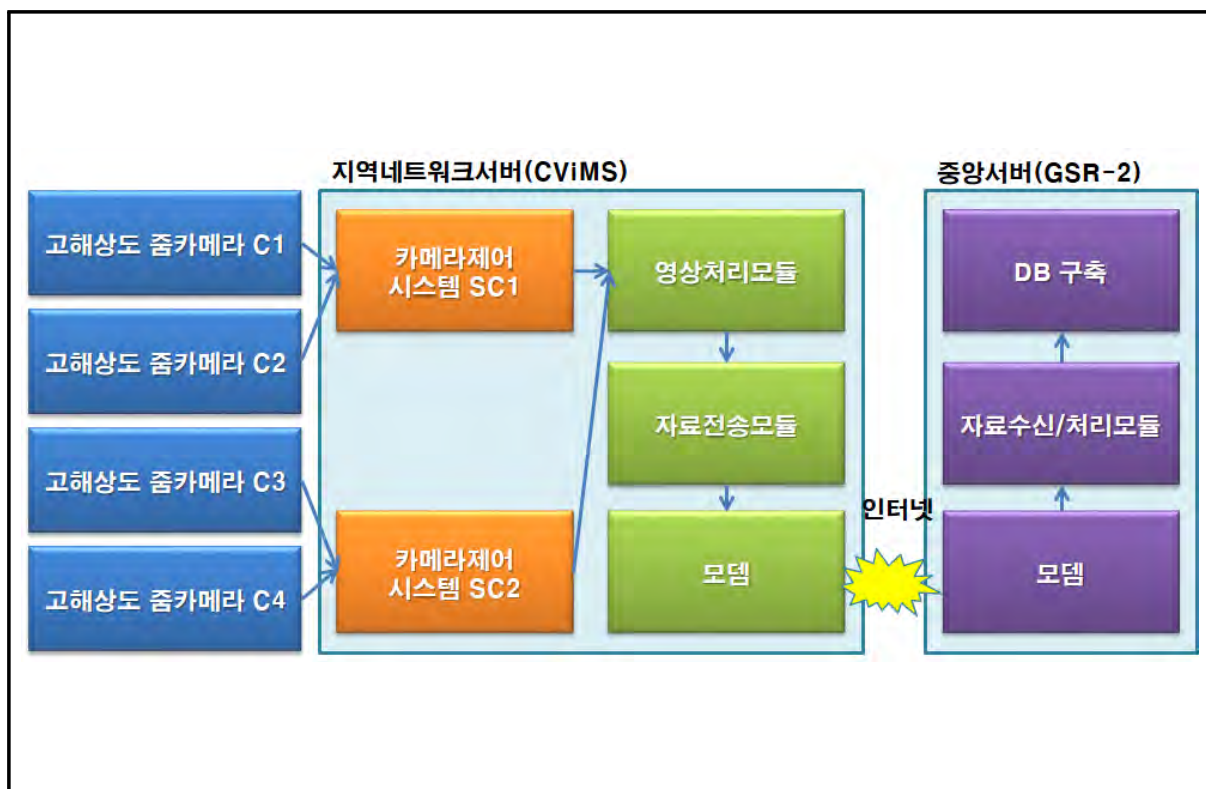 지역네트워크서버(CViMS)
중앙서버(GSR-2)
고해상도 줌카메라 C1
고해상도 줌카메라 C2
고해상도 줌카메라 C3
고해상도 줌카메라 C4
카메라제어
시스템 SC1
카메라제어
시스템 SC2
영상처리모듈
자료전송모듈
모뎀
인터넷
DB 구축
자료수신/처리모듈
모뎀